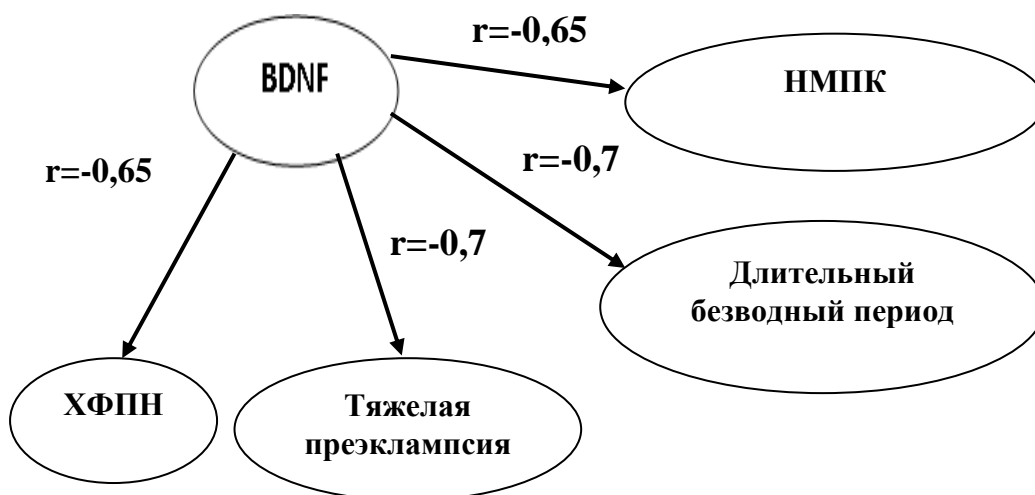 r=-0,65
BDNF
НМПК
r=-0,65
r=-0,7
r=-0,7
Длительный
безводный период
ХФПН
Тяжелая
преэклампсия